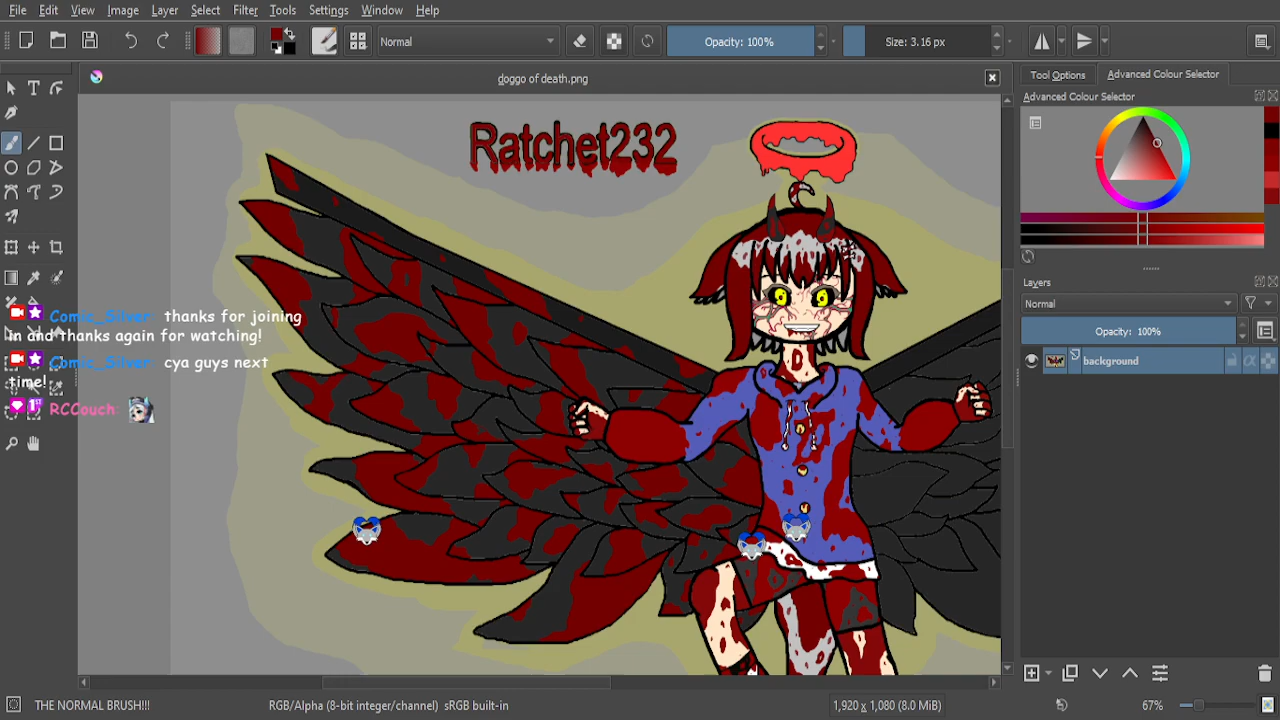 File Edit View Image Layer Select Filter Tools Settings Window Help
Normal Opacity: 100% Size: 3.16 px
doggo of death.png
Tool Options Advanced Colour Selector
Advanced Colour Selector
Ratchet232
Layers
Normal
Opacity: 100%
background
Comic_Silver: thanks for joining
in and thanks again for watching!
Comic_Silver: cya guys next
time!
RCCouch:
THE NORMAL BRUSH!!! RGB/Alpha (8-bit integer/channel) sRGB built-in 1,920 x 1,080 (8.0 MiB) 67%